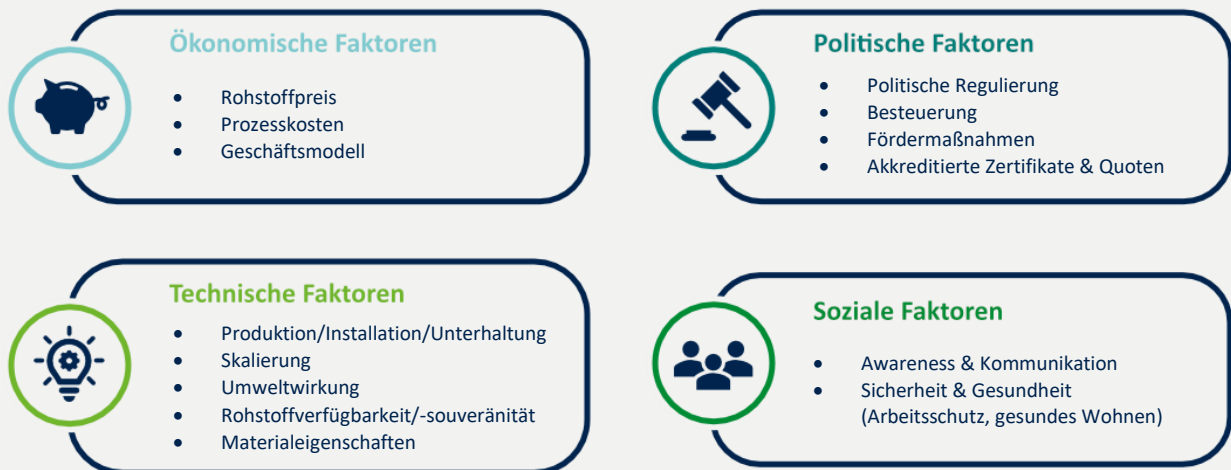 Ökonomische Faktoren
• Rohstoffpreis
• Prozesskosten
• Geschäftsmodell
Politische Faktoren
• Politische Regulierung
• Besteuerung
• Fördermaßnahmen
• Akkreditierte Zertifikate & Quoten
Technische Faktoren
• Produktion/Installation/Unterhaltung
• Skalierung
• Umweltwirkung
• Rohstoffverfügbarkeit/-souveränität
• Materialeigenschaften
Soziale Faktoren
• Awareness & Kommunikation
• Sicherheit & Gesundheit
(Arbeitsschutz, gesundes Wohnen)